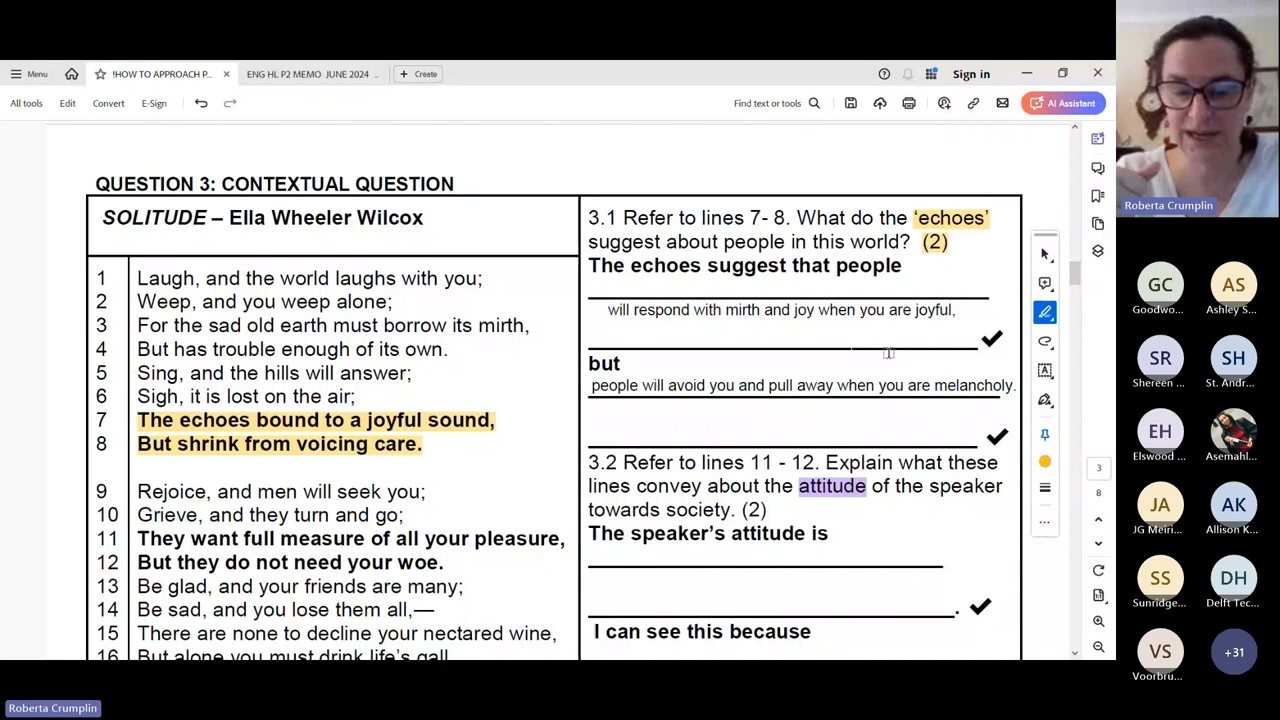 Menu
!HOW TO APPROACH P...
ENG HL P2 MEMO JUNE 2024 ...
Create
Sign in
All tools
Edit
Convert
E-Sign
Find text or tools
AI Assistant
QUESTION 3: CONTEXTUAL QUESTION
SOLITUDE – Ella Wheeler Wilcox
1 Laugh, and the world laughs with you;
2 Weep, and you weep alone;
3 For the sad old earth must borrow its mirth,
4 But has trouble enough of its own.
5 Sing, and the hills will answer;
6 Sigh, it is lost on the air;
7 The echoes bound to a joyful sound,
8 But shrink from voicing care.
9 Rejoice, and men will seek you;
10 Grieve, and they turn and go;
11 They want full measure of all your pleasure,
12 But they do not need your woe.
13 Be glad, and your friends are many;
14 Be sad, and you lose them all,—
15 There are none to decline your nectared wine,
16 But alone you must drink life's gall
3.1 Refer to lines 7- 8. What do the ‘echoes’
suggest about people in this world? (2)
The echoes suggest that people
will respond with mirth and joy when you are joyful,
but
people will avoid you and pull away when you are melancholy.
3.2 Refer to lines 11 - 12. Explain what these
lines convey about the attitude of the speaker
towards society. (2)
The speaker’s attitude is
.
I can see this because
3
8
Roberta Crumplin
GC
Goodwo...
AS
Ashley S...
SR
Shereen ...
SH
St. Andr...
EH
Elswood ...
Asemahl...
JA
JG Meiri...
AK
Allison K...
SS
Sunridge...
DH
Delft Tec...
VS
Voorbru...
+31
Roberta Crumplin